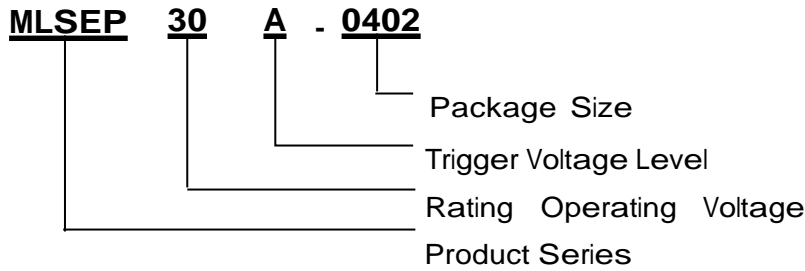 MLSEP 30 A - 0402
Package Size
Trigger Voltage Level
Rating Operating Voltage
Product Series